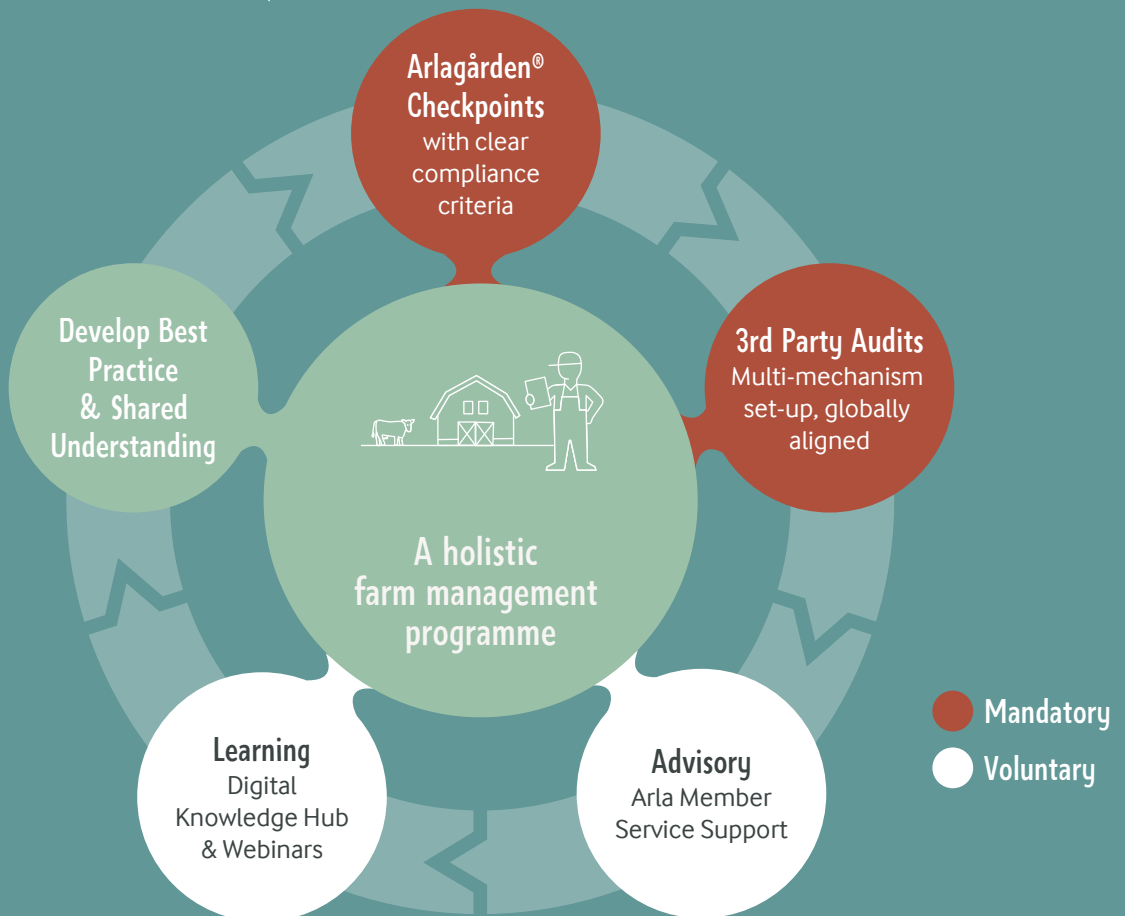 Arlagården®
Checkpoints
with clear
compliance
criteria
3rd Party Audits
Multi-mechanism
set-up, globally
aligned
Develop Best
Practice
& Shared
Understanding
A holistic
farm management
programme
Learning
Digital
Knowledge Hub
& Webinars
Advisory
Arla Member
Service Support
Mandatory
Voluntary